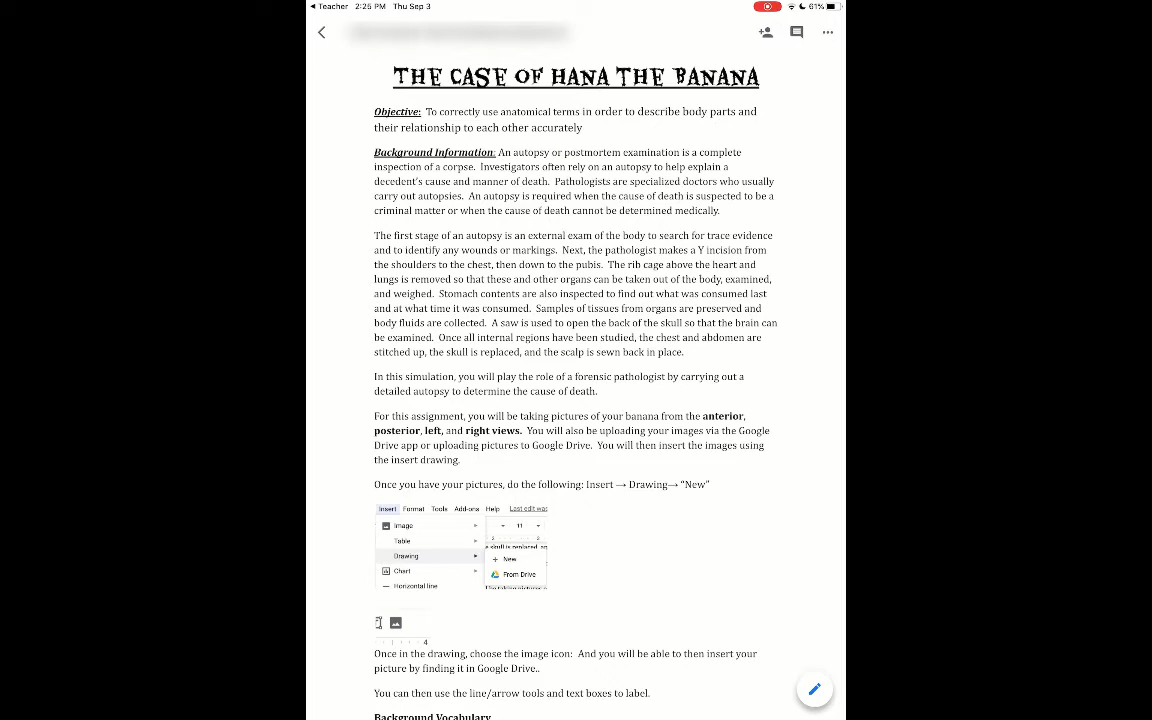 Teacher 2:25 PM Thu Sep 3 61%
THE CASE OF HANA THE BANANA
Objective: To correctly use anatomical terms in order to describe body parts and
their relationship to each other accurately
Background Information: An autopsy or postmortem examination is a complete
inspection of a corpse. Investigators often rely on an autopsy to help explain a
decedent's cause and manner of death. Pathologists are specialized doctors who usually
carry out autopsies. An autopsy is required when the cause of death is suspected to be a
criminal matter or when the cause of death cannot be determined medically.
The first stage of an autopsy is an external exam of the body to search for trace evidence
and to identify any wounds or markings. Next, the pathologist makes a Y incision from
the shoulders to the chest, then down to the pubis. The rib cage above the heart and
lungs is removed so that these and other organs can be taken out of the body, examined,
and weighed. Stomach contents are also inspected to find out what was consumed last
and at what time it was consumed. Samples of tissues from organs are preserved and
body fluids are collected. A saw is used to open the back of the skull so that the brain can
be examined. Once all internal regions have been studied, the chest and abdomen are
stitched up, the skull is replaced, and the scalp is sewn back in place.
In this simulation, you will play the role of a forensic pathologist by carrying out a
detailed autopsy to determine the cause of death.
For this assignment, you will be taking pictures of your banana from the anterior,
posterior, left, and right views. You will also be uploading your images via the Google
Drive app or uploading pictures to Google Drive. You will then insert the images using
the insert drawing.
Once you have your pictures, do the following: Insert → Drawing→ "New"
Insert Format Tools Add-ons Help Last edit was
Image 11
Table 2 2
e skull is replaced, an
Drawing + New
Chart From Drive
Horizontal line
4
Once in the drawing, choose the image icon: And you will be able to then insert your
picture by finding it in Google Drive..
You can then use the line/arrow tools and text boxes to label.
Background Vocabulary